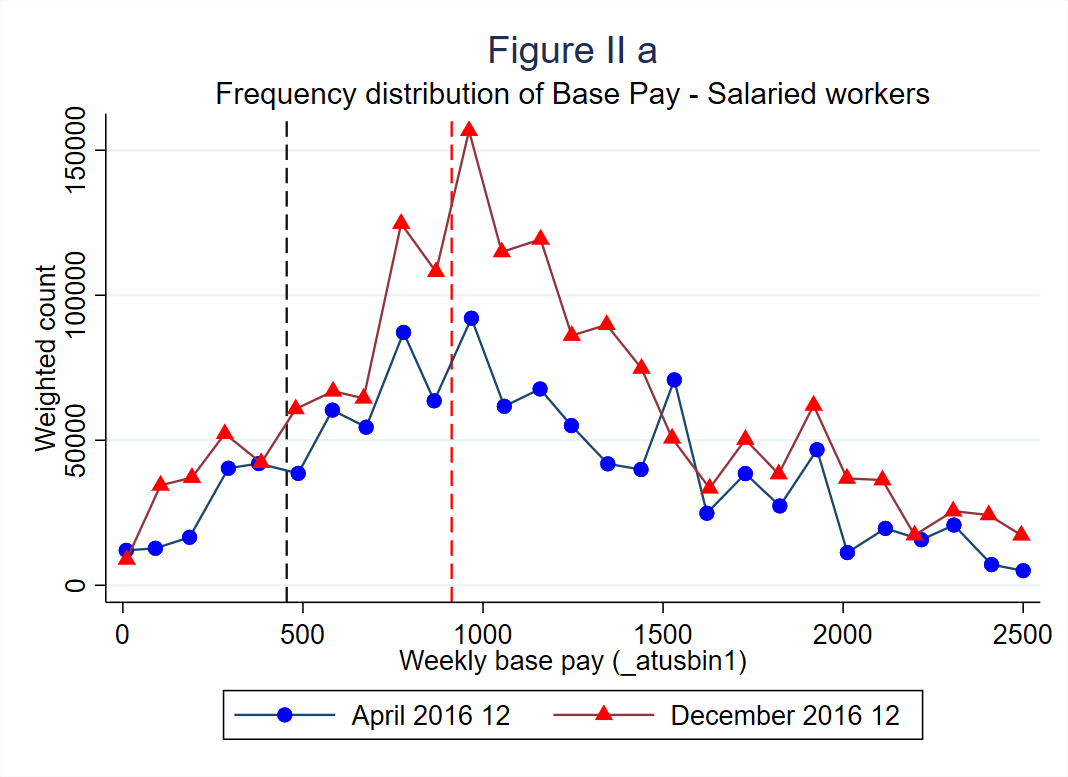 Figure II a
Frequency distribution of Base Pay - Salaried workers
Weighted count
150000
100000
50000
0
0 500 1000 1500 2000 2500
Weekly base pay (_atusbin1)
April 2016 12 December 2016 12